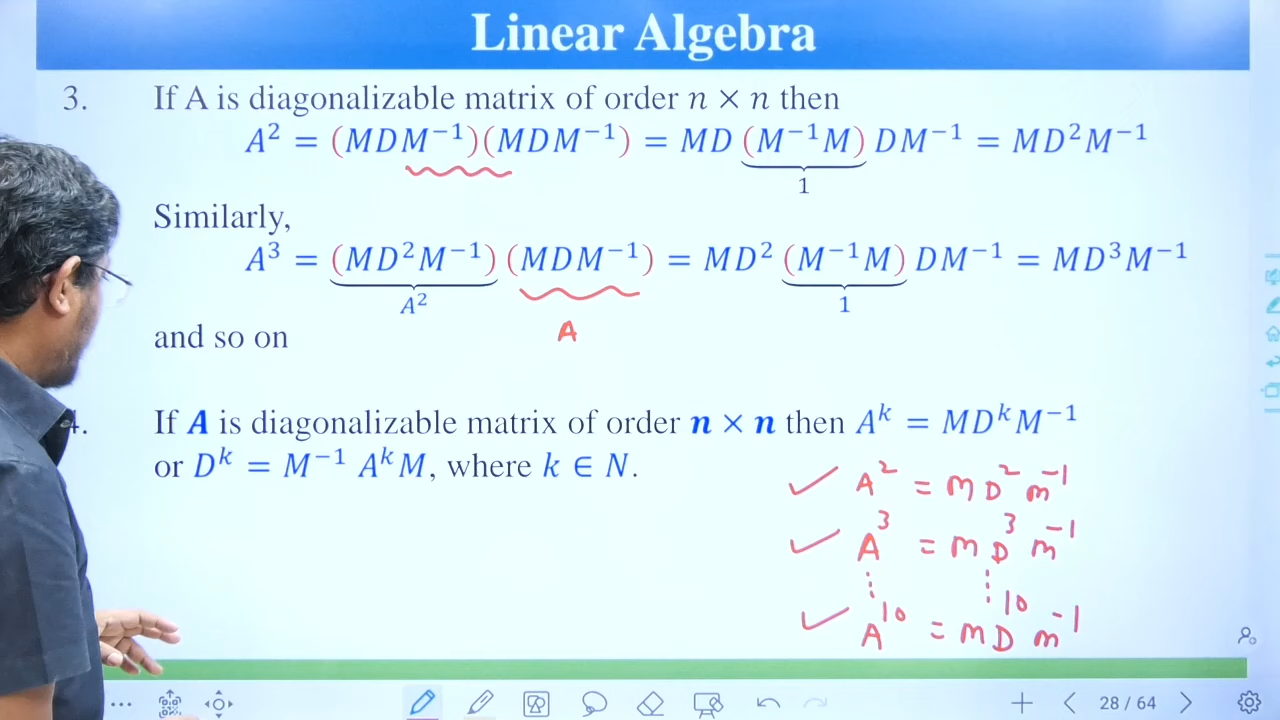 Linear Algebra
3. If A is diagonalizable matrix of order n × n then
A² = (MDM⁻¹)(MDM⁻¹) = MD (M⁻¹M) DM⁻¹ = MD²M⁻¹
1
Similarly,
A³ = (MD²M⁻¹) (MDM⁻¹) = MD² (M⁻¹M) DM⁻¹ = MD³M⁻¹
A² 1
A
and so on
4. If A is diagonalizable matrix of order n × n then Aᵏ = MDᵏM⁻¹
or Dᵏ = M⁻¹ AᵏM, where k ∈ N.
✓ A² = m D² m⁻¹
✓ A³ = m D³ m⁻¹
⋮ ⋮
✓ A¹⁰ = m D¹⁰ m⁻¹
28 / 64